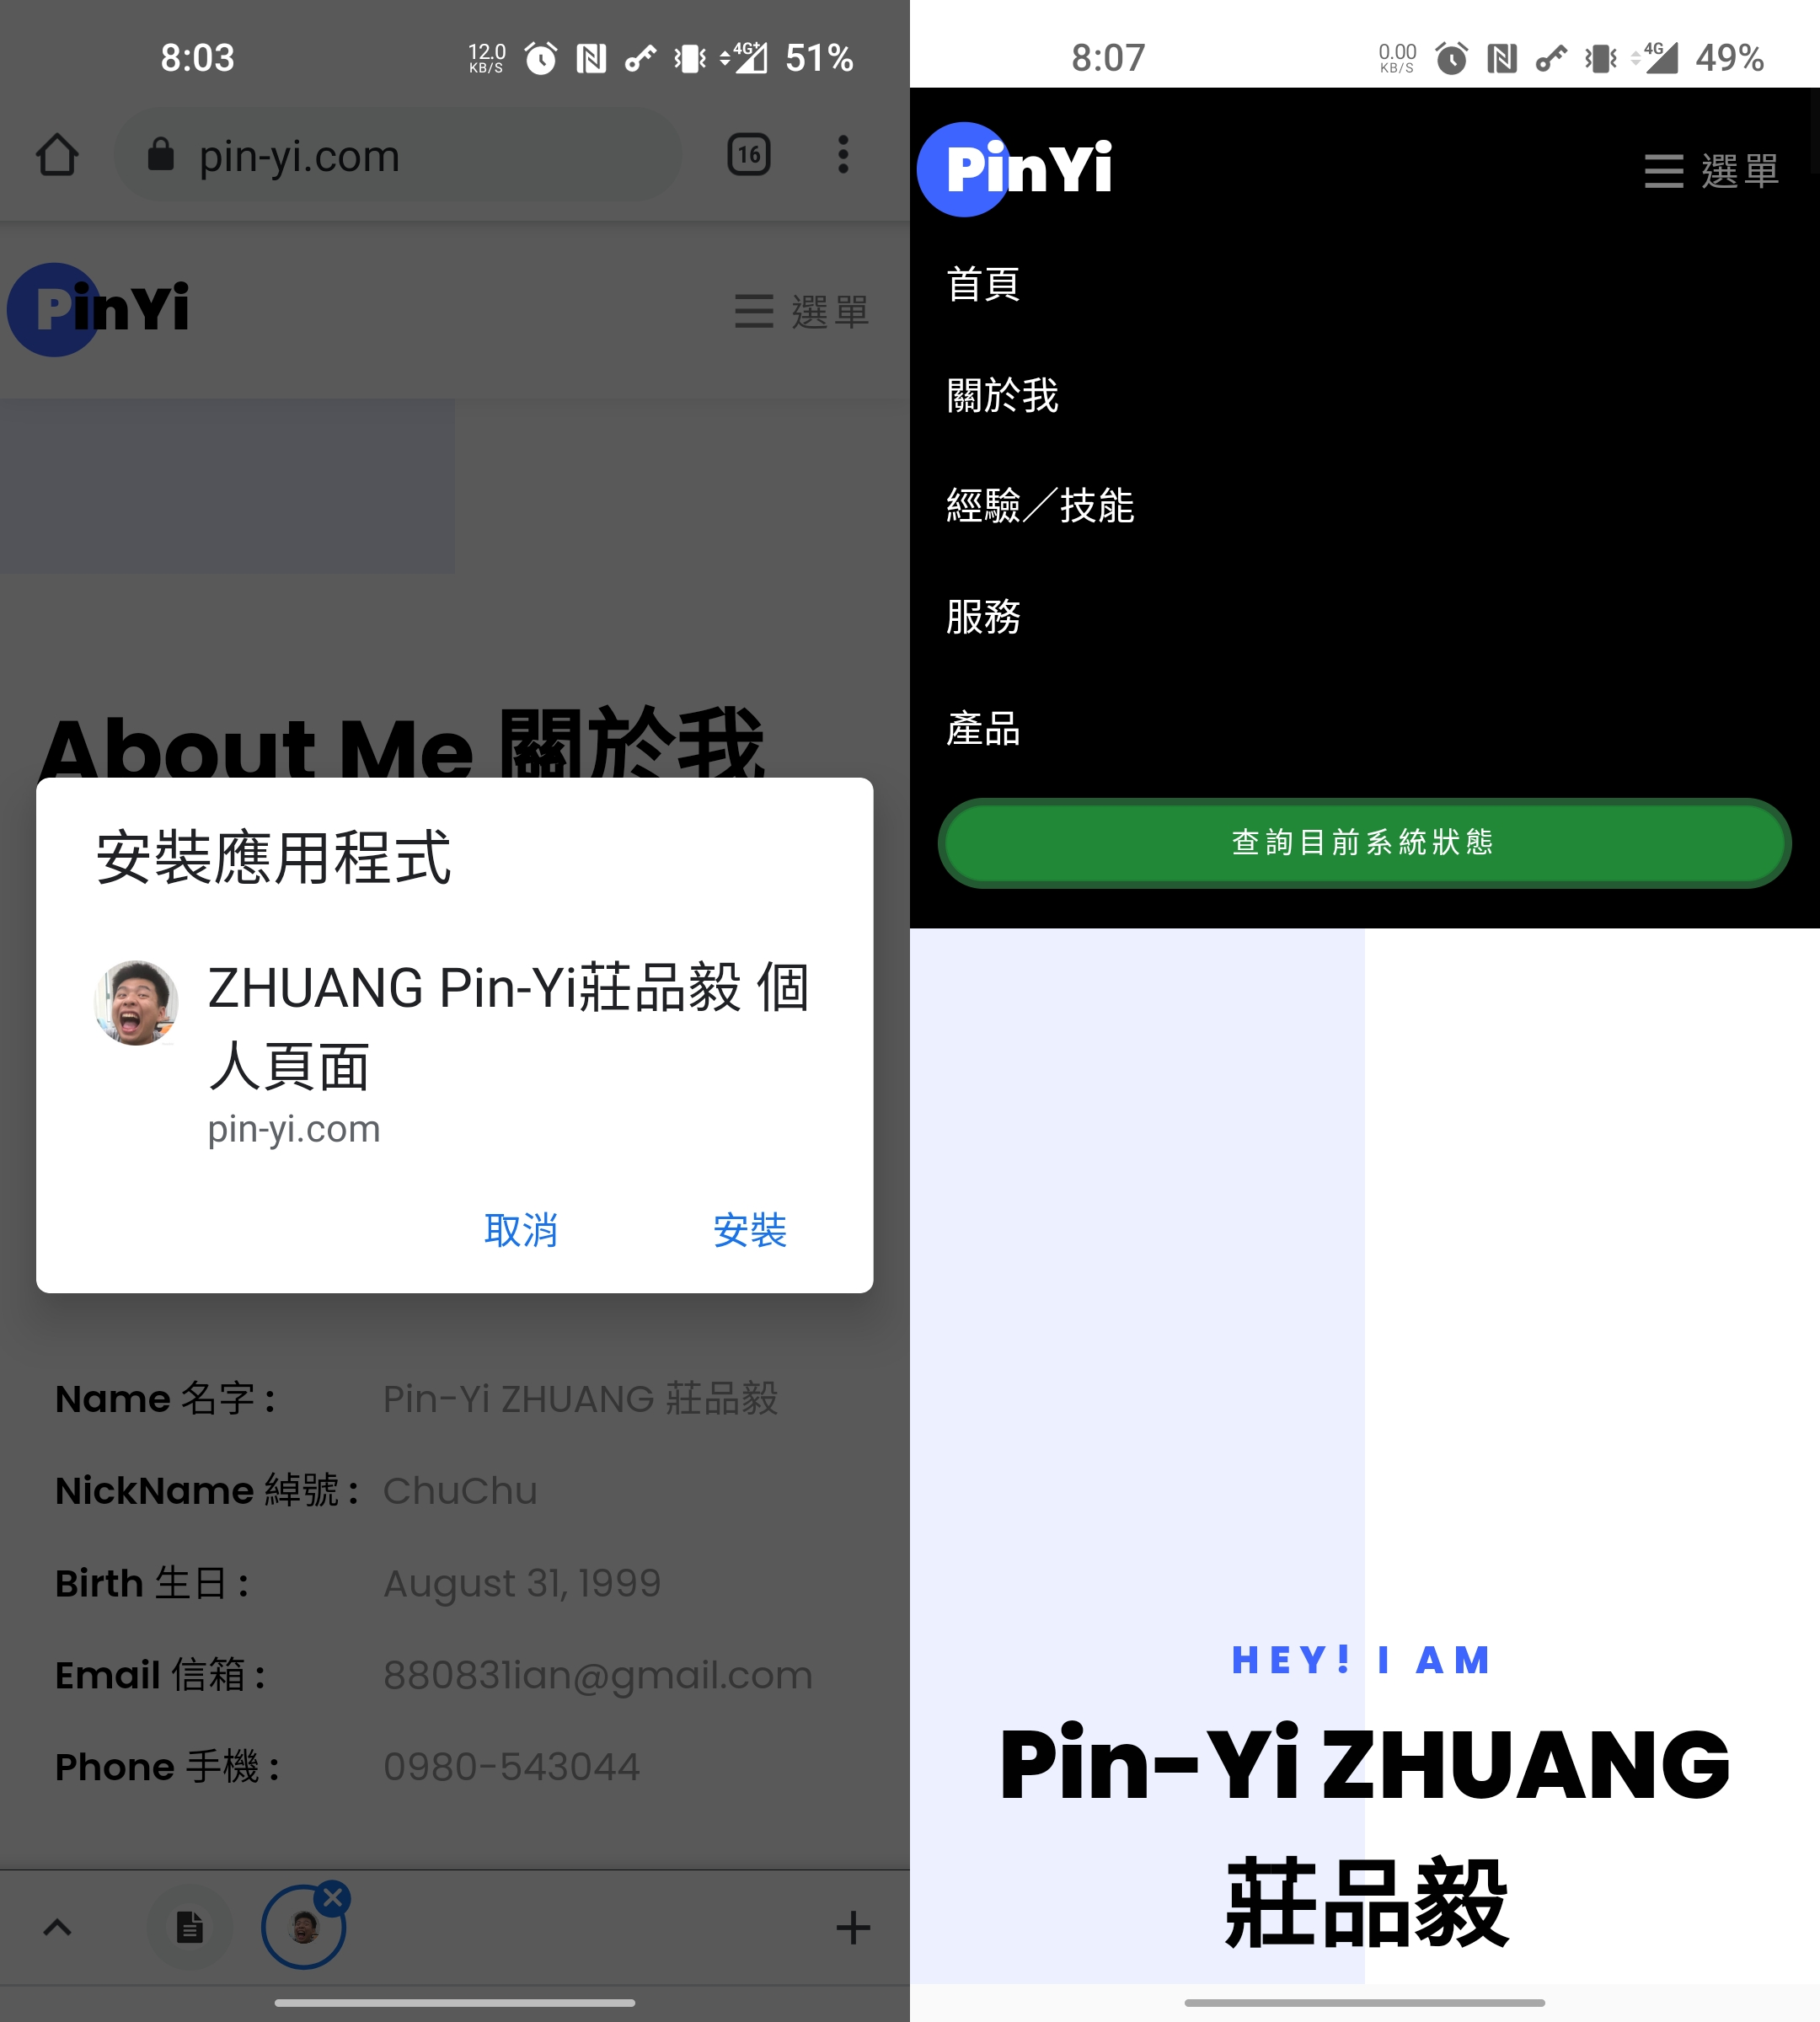 8:03
12.0
KB/S
4G+
51%
pin-yi.com
16
PinYi
選單
About Me 關於我
安裝應用程式
ZHUANG Pin-Yi莊品毅 個
人頁面
pin-yi.com
取消
安裝
Name 名字 :
Pin-Yi ZHUANG 莊品毅
NickName 綽號 :
ChuChu
Birth 生日 :
August 31, 1999
Email 信箱 :
880831ian@gmail.com
Phone 手機 :
0980-543044
8:07
0.00
KB/S
4G
49%
PinYi
選單
首頁
關於我
經驗／技能
服務
產品
查詢目前系統狀態
HEY! I AM
Pin-Yi ZHUANG
莊品毅